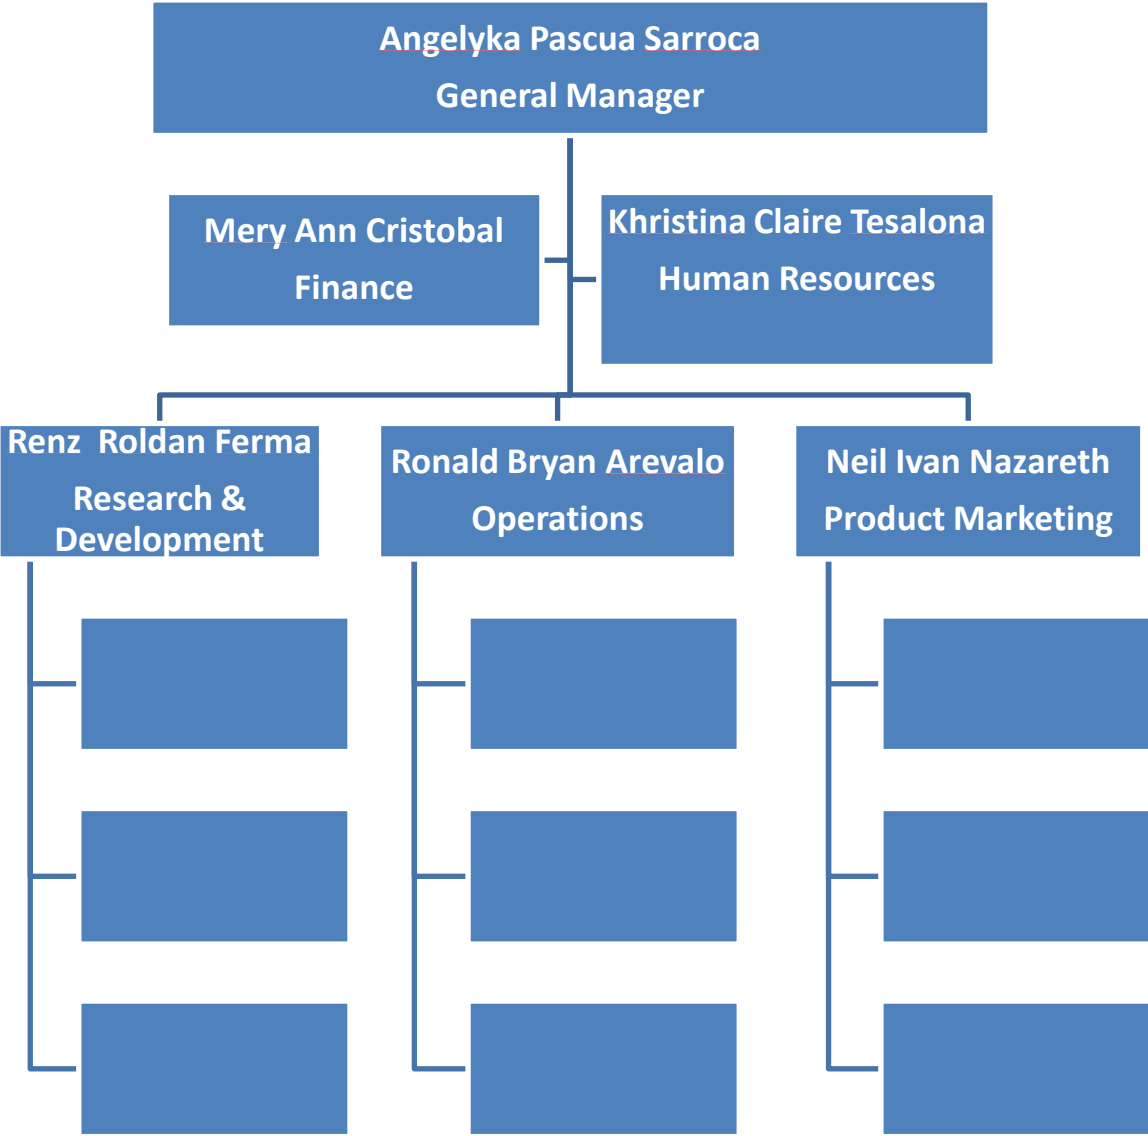 Angelyka Pascua Sarroca
General Manager
Mery Ann Cristobal
Finance
Khristina Claire Tesalona
Human Resources
Renz  Roldan Ferma
Research &
Development
Ronald Bryan Arevalo
Operations
Neil Ivan Nazareth
Product Marketing